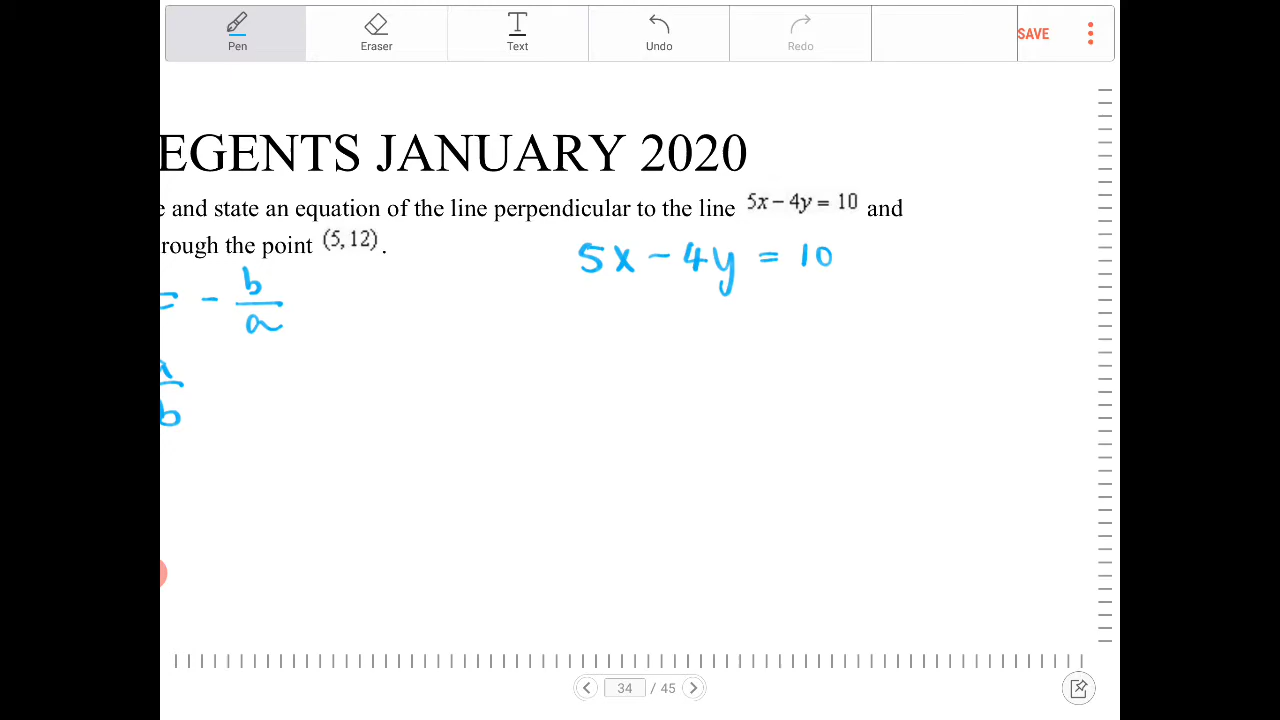 Pen Eraser Text Undo Redo SAVE
EGENTS JANUARY 2020
e and state an equation of the line perpendicular to the line 5x − 4y = 10 and
rough the point (5, 12).
5x − 4y = 10
= − b/a
a/b
34 / 45